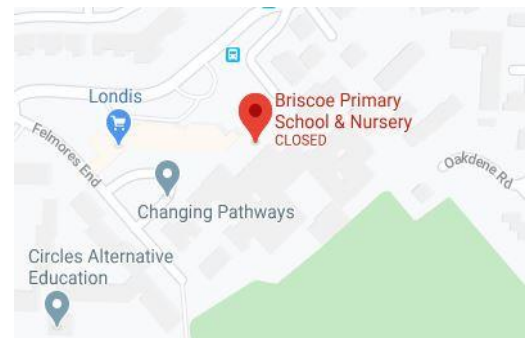 Londis
Briscoe Primary
School & Nursery
CLOSED
Felmores End
Oakdene Rd
Changing Pathways
Circles Alternative
Education